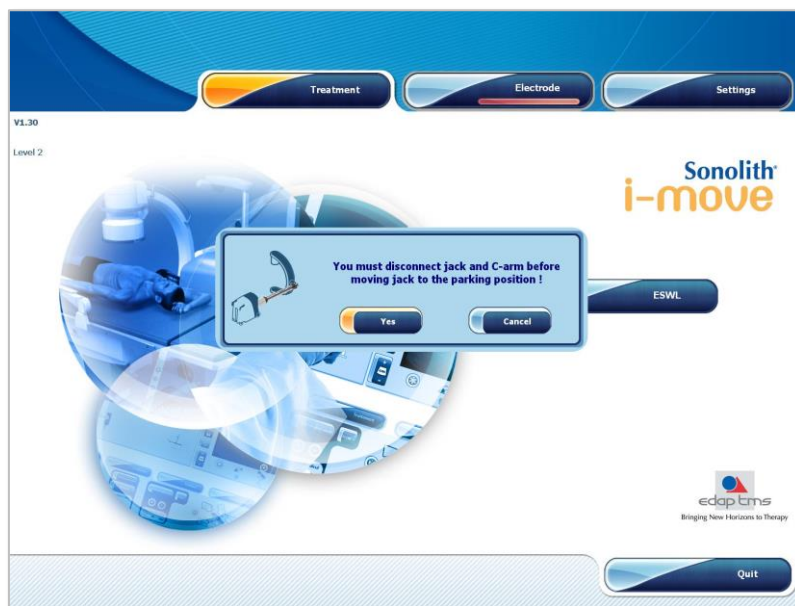 Treatment
Electrode
Settings
V1.30
Level 2
Sonolith®
i-move
You must disconnect jack and C-arm before
moving jack to the parking position !
Yes
Cancel
ESWL
edap tms
Bringing New Horizons to Therapy
Quit